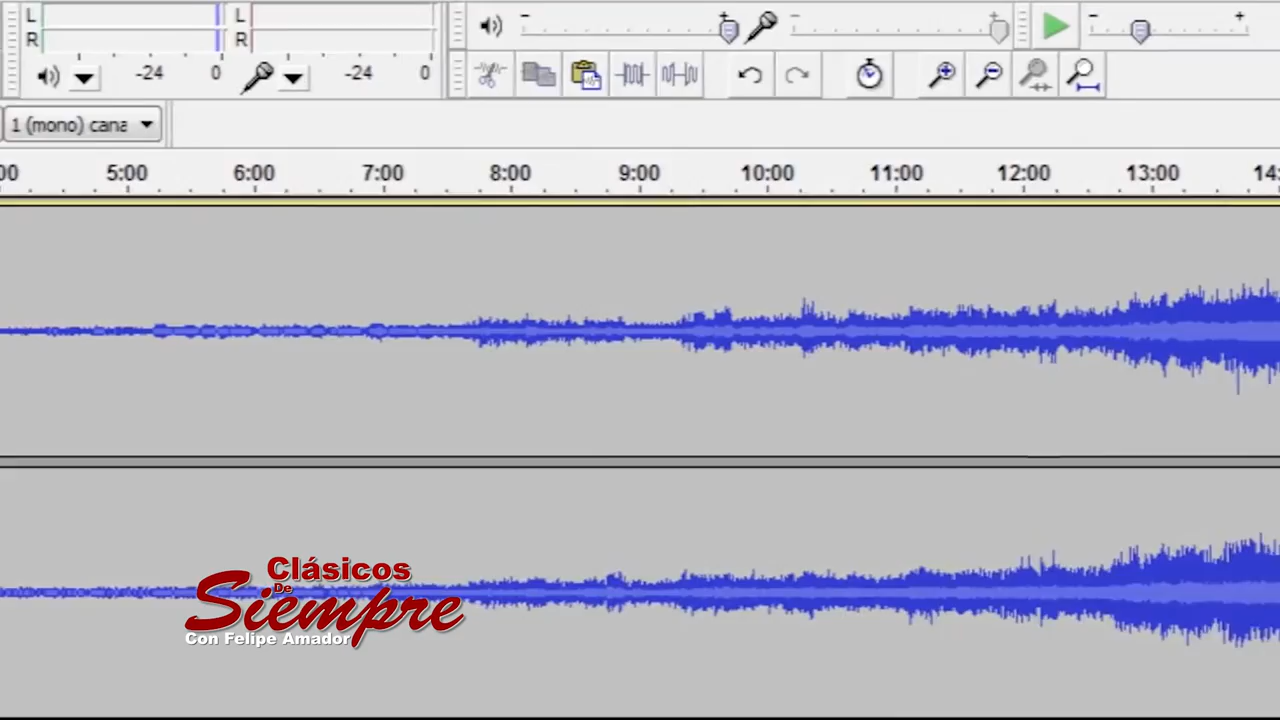 L
R
L
R
-24
0
-24
0
1 (mono) cana
00
5:00
6:00
7:00
8:00
9:00
10:00
11:00
12:00
13:00
14:
Clásicos
De
Siempre
Con Felipe Amador